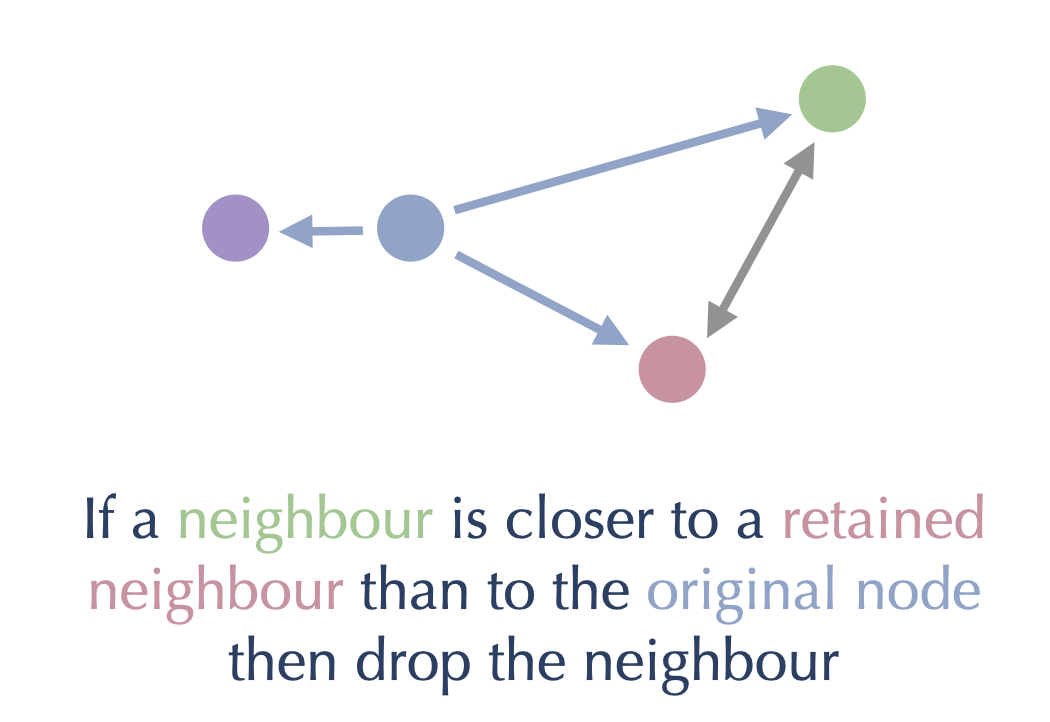 If a neighbour is closer to a retained
neighbour than to the original node
then drop the neighbour